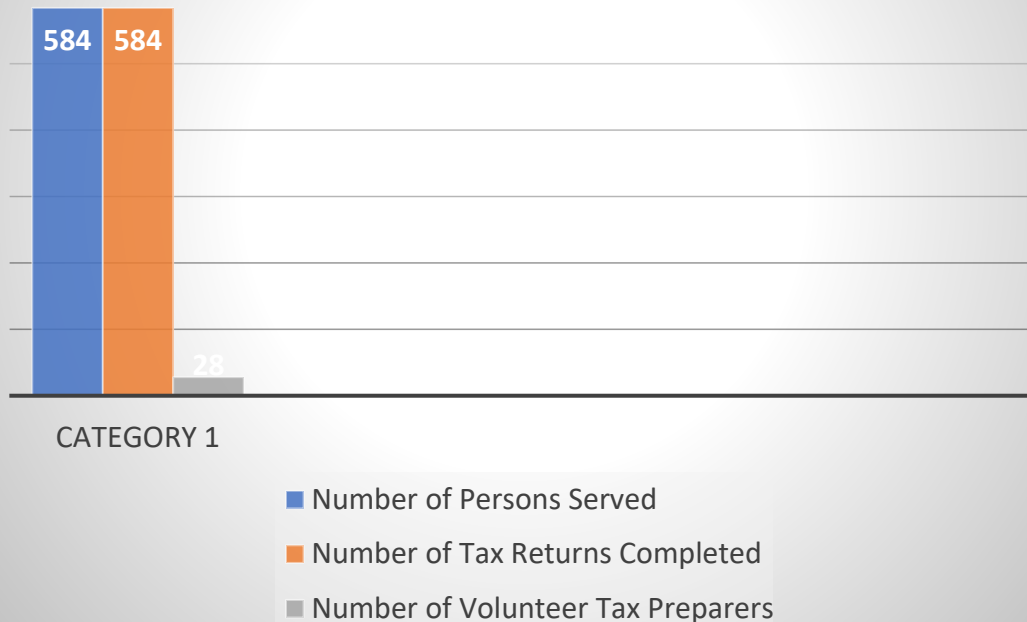 584 584
28
CATEGORY 1
Number of Persons Served
Number of Tax Returns Completed
Number of Volunteer Tax Preparers